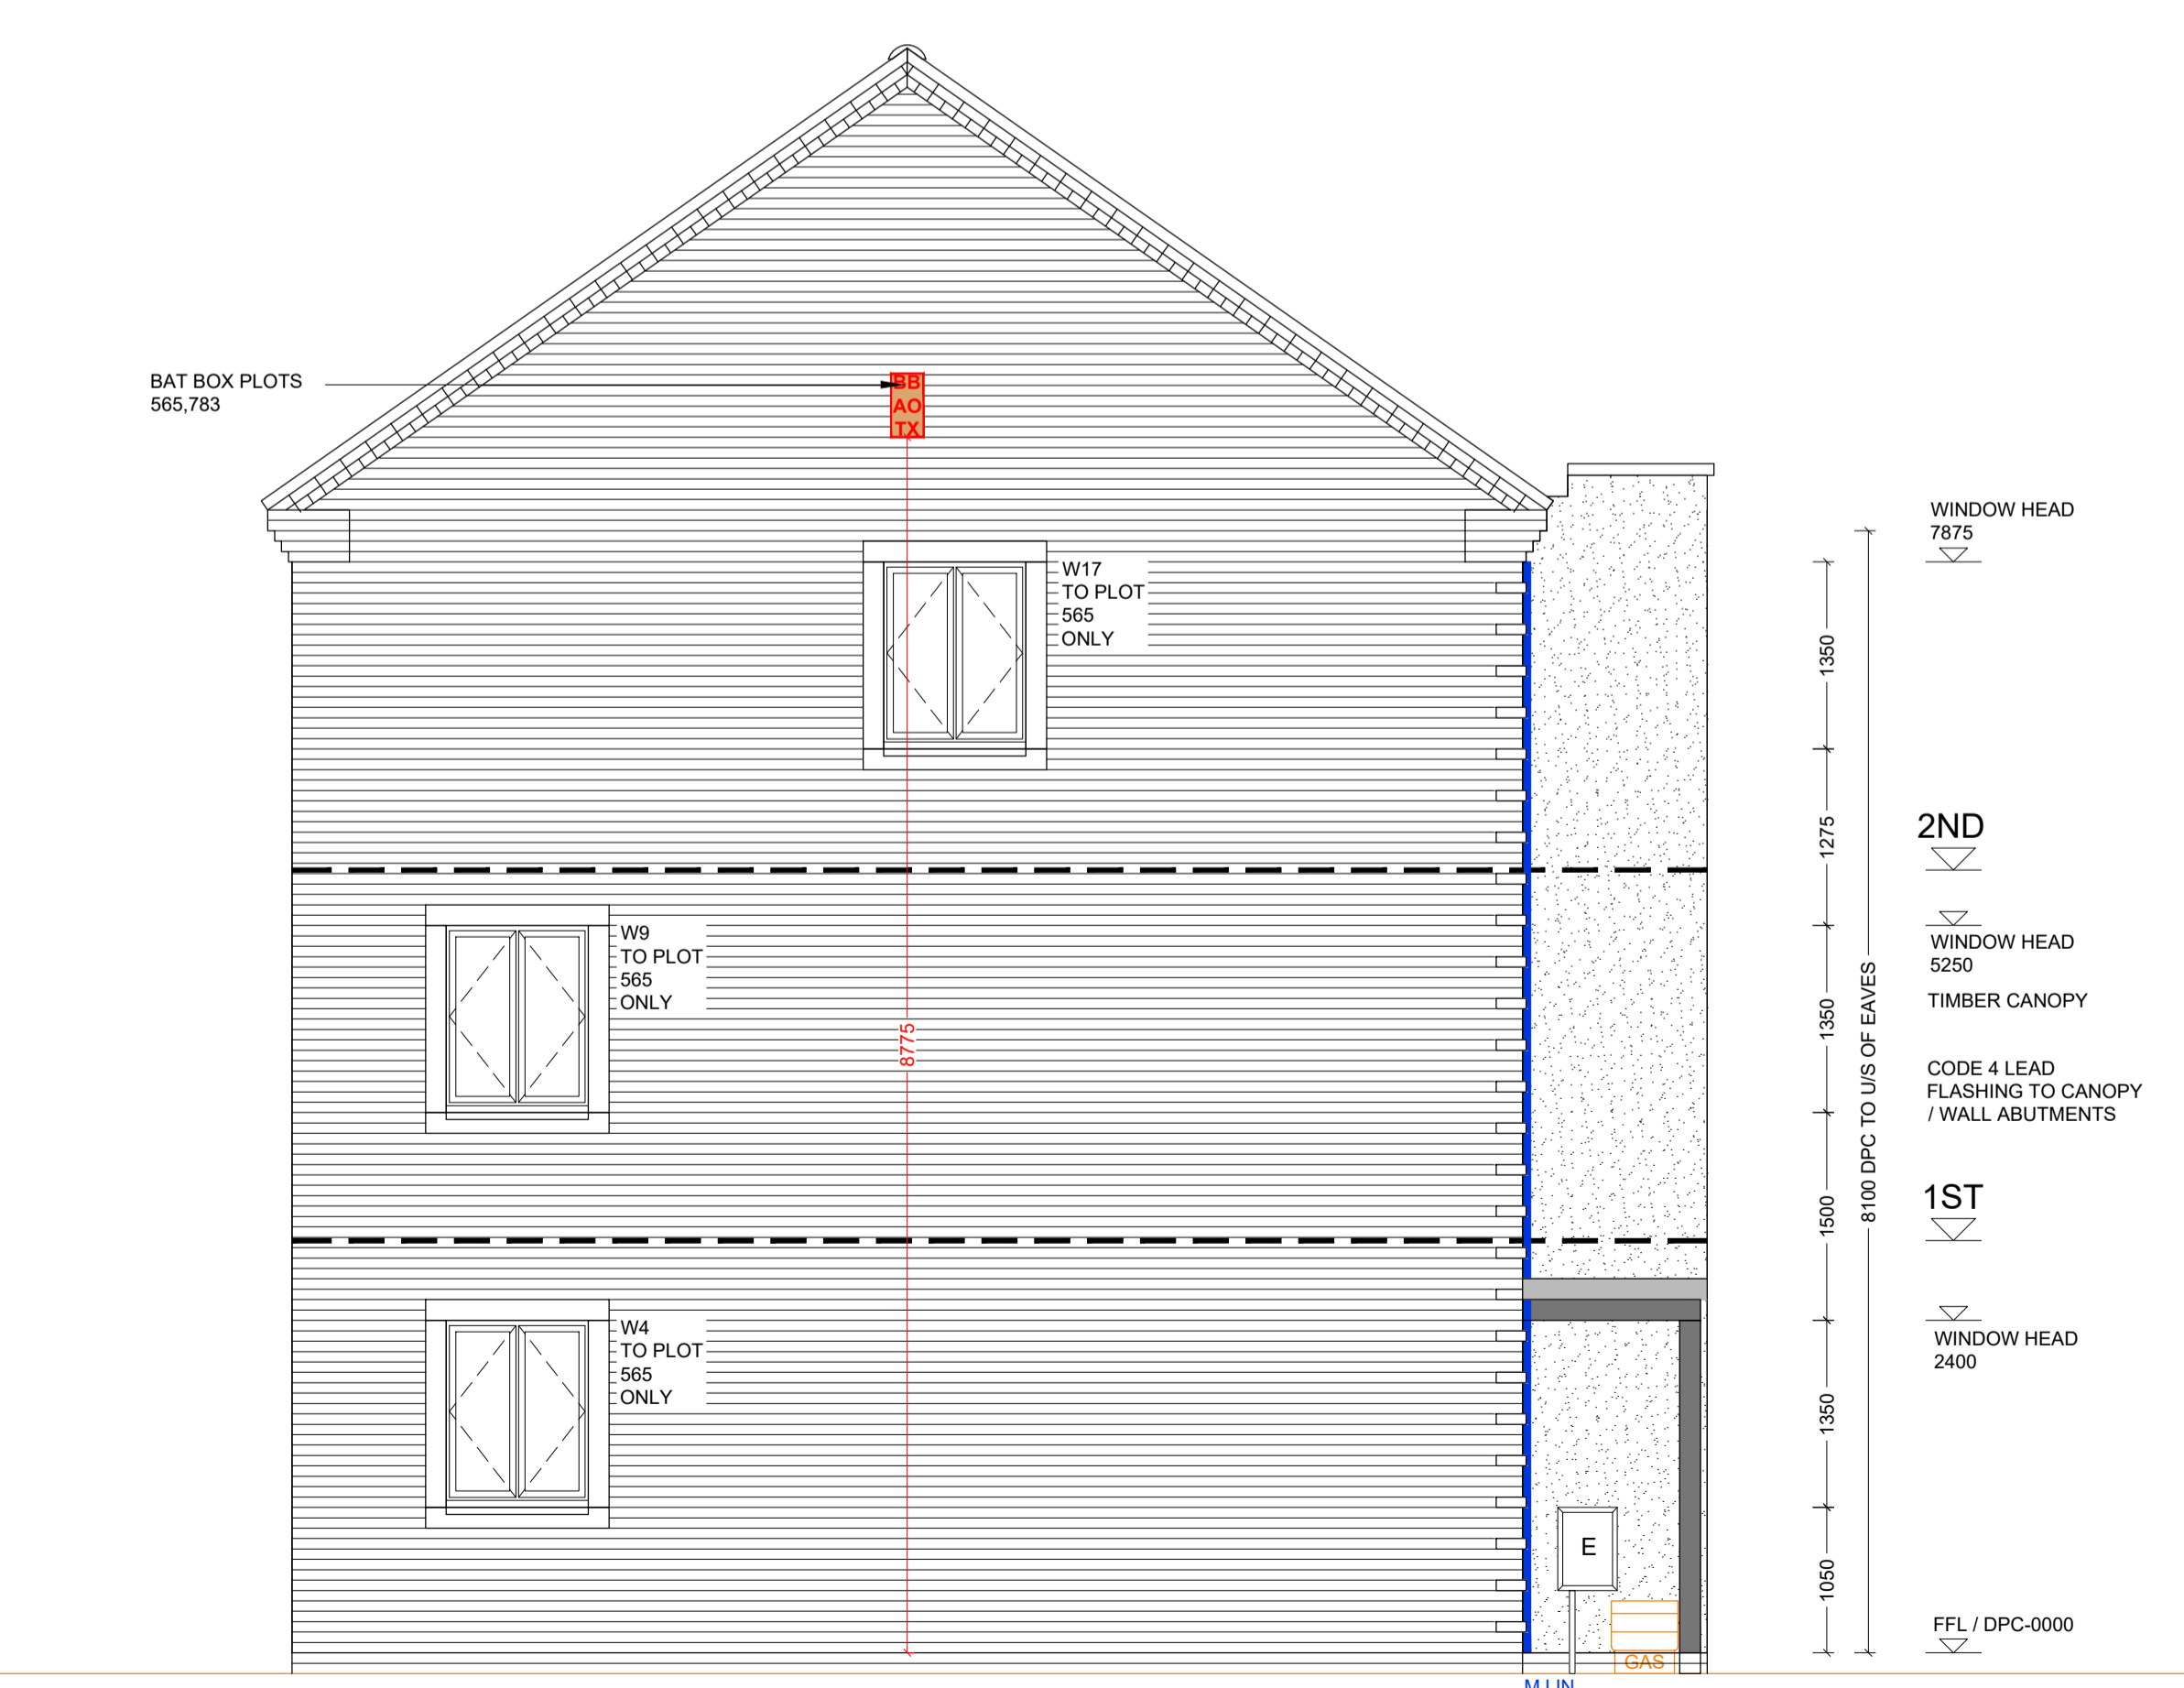 BAT BOX PLOTS
565,783
BB
AO
TX
WINDOW HEAD
7875
W17
TO PLOT
565
ONLY
1350
1275
2ND
W9
TO PLOT
565
ONLY
WINDOW HEAD
5250
TIMBER CANOPY
8775
1350
8100 DPC TO U/S OF EAVES
CODE 4 LEAD
FLASHING TO CANOPY
/ WALL ABUTMENTS
1500
1ST
W4
TO PLOT
565
ONLY
WINDOW HEAD
2400
1350
E
1050
FFL / DPC-0000
GAS